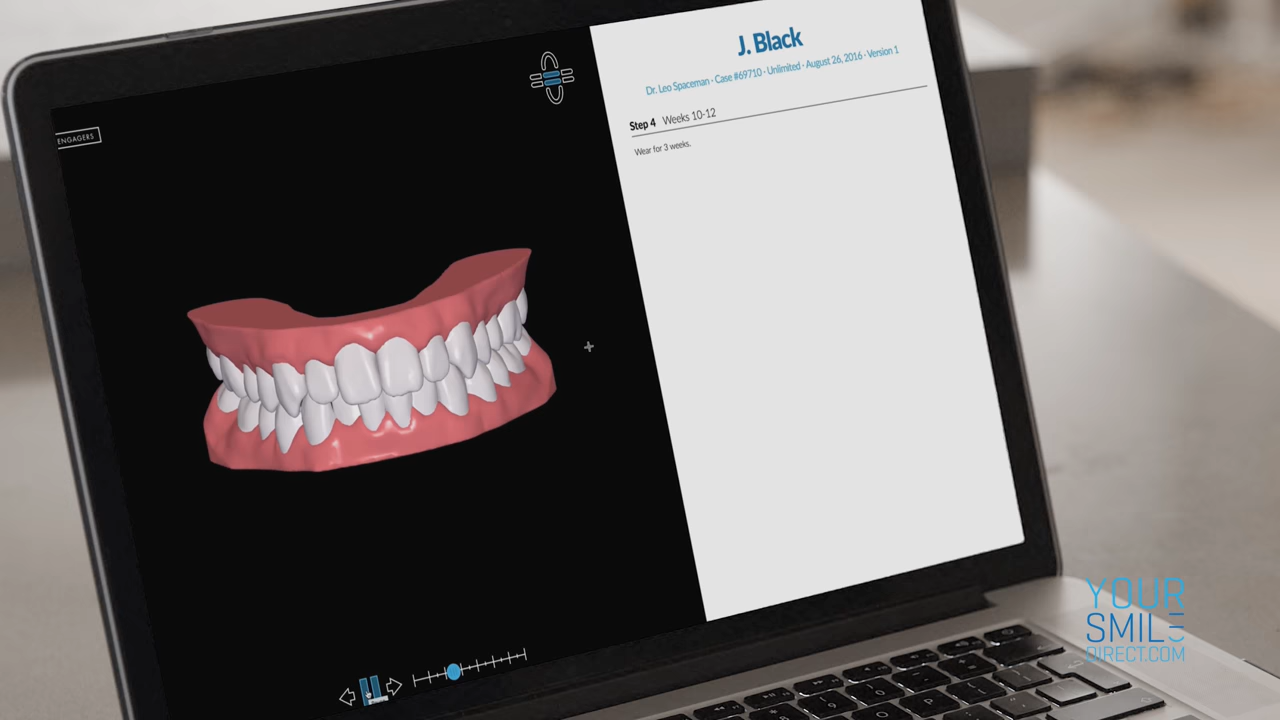 ENGAGERS
J. Black
Dr. Leo Spaceman · Case #69710 · Unlimited · August 26, 2016 · Version 1
Step 4 Weeks 10-12
Wear for 3 weeks.
YOUR
SMILE
DIRECT.COM